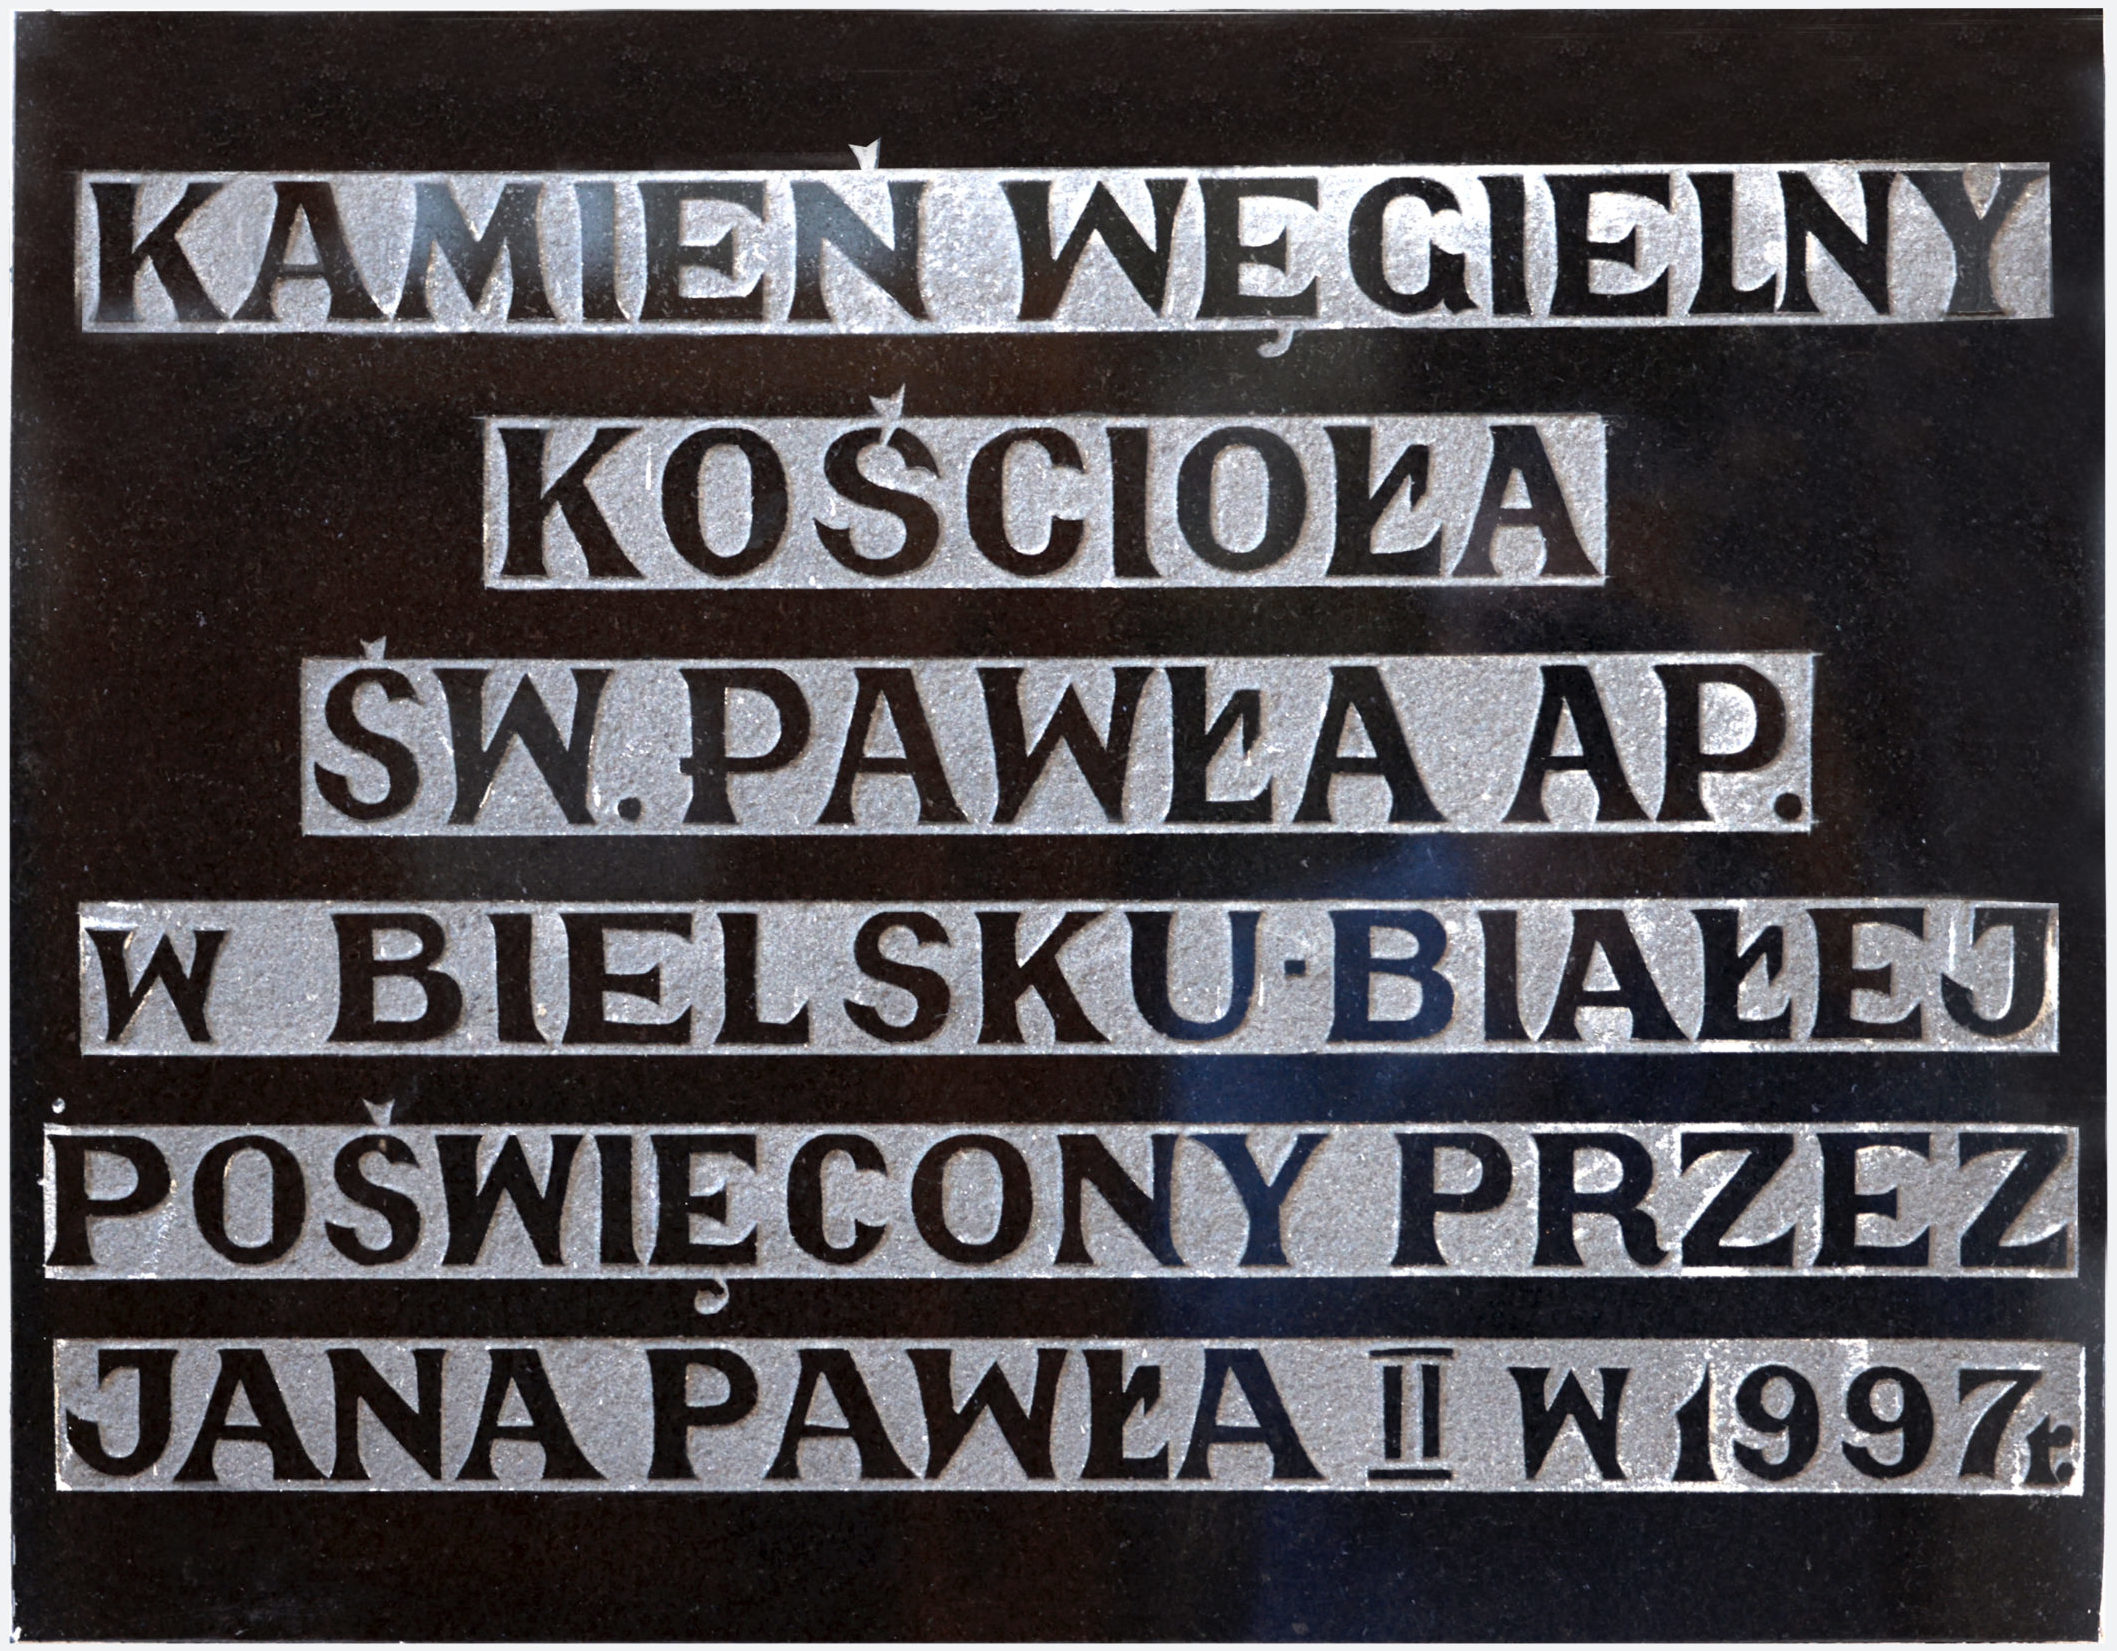 KAMIEŃ WĘGIELNY
KOŚCIOŁA
ŚW. PAWŁA AP.
W BIELSKU-BIAŁEJ
POŚWIĘCONY PRZEZ
JANA PAWŁA II W 1997r.